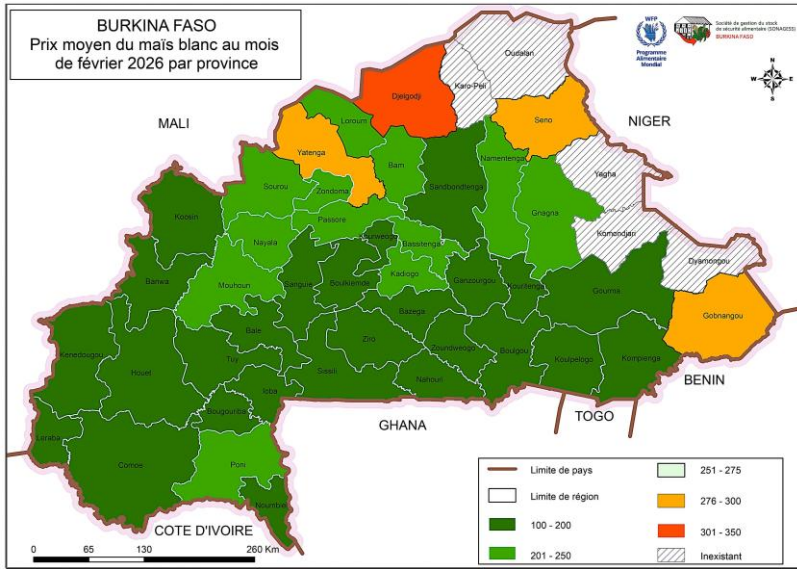 BURKINA FASO
Prix moyen du maïs blanc au mois
de février 2026 par province
WFP
Programme
Alimentaire
Mondial
Société de gestion du stock
de sécurité alimentaire (SONAGESS)
BURKINA FASO
N
W E
S
MALI
NIGER
BENIN
TOGO
GHANA
COTE D'IVOIRE
Oudalan
Djelgodji
Karo-Peli
Loroum
Seno
Yatenga
Bam
Namentenga
Yagha
Sourou
Zondoma
Sandbondtenga
Gnagna
Kossin
Passore
Komondjari
Nayala
Kourweogo
Bassitenga
Dyamongou
Banwa
Mouhoun
Sanguie
Boulkiemde
Kadiogo
Ganzourgou
Kouritenga
Gourma
Gobnangou
Bazega
Kenedougou
Houet
Bale
Tuy
Ziro
Zoundweogo
Boulgou
Koulpelogo
Kompienga
Sissili
Nahouri
Ioba
Bougouriba
Leraba
Comoe
Poni
Noumbiel
Limite de pays
Limite de région
100 - 200
201 - 250
251 - 275
276 - 300
301 - 350
Inexistant
0 65 130 260 Km